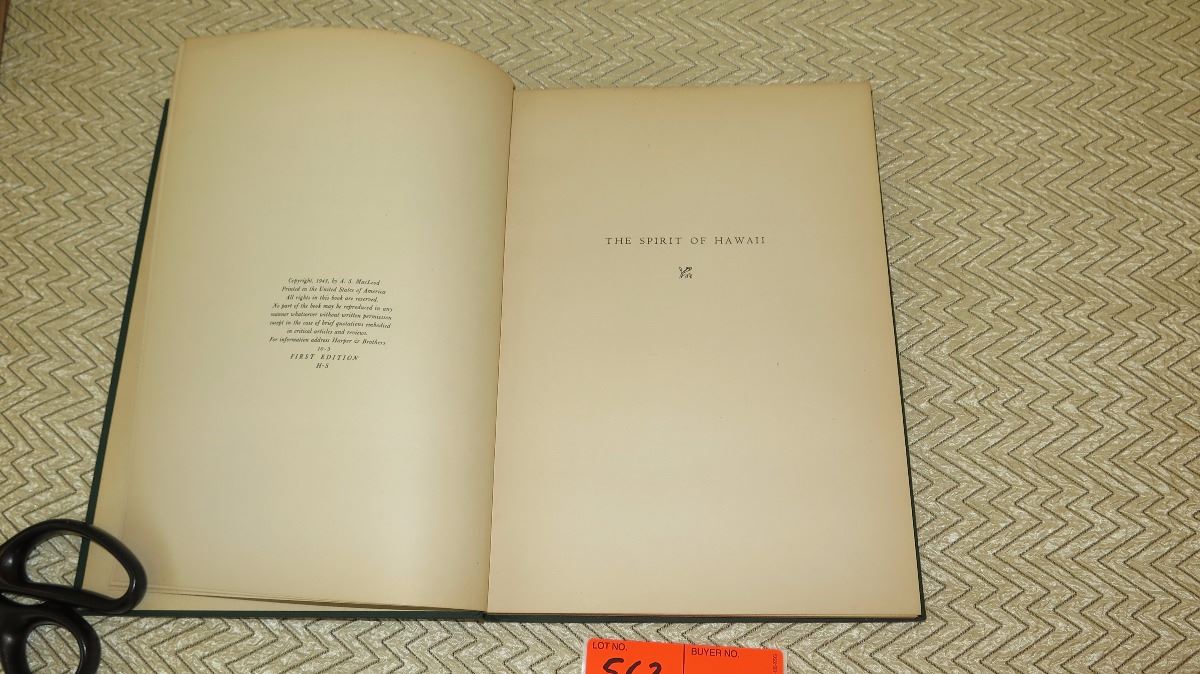 Copyright, 1943, by A. S. MacLeod
Printed in the United States of America
All rights in this book are reserved.
No part of the book may be reproduced in any
manner whatsoever without written permission
except in the case of brief quotations embodied
in critical articles and reviews.
For information address Harper & Brothers
10-3
FIRST EDITION
H-S
THE SPIRIT OF HAWAII
LOT NO.
BUYER NO.